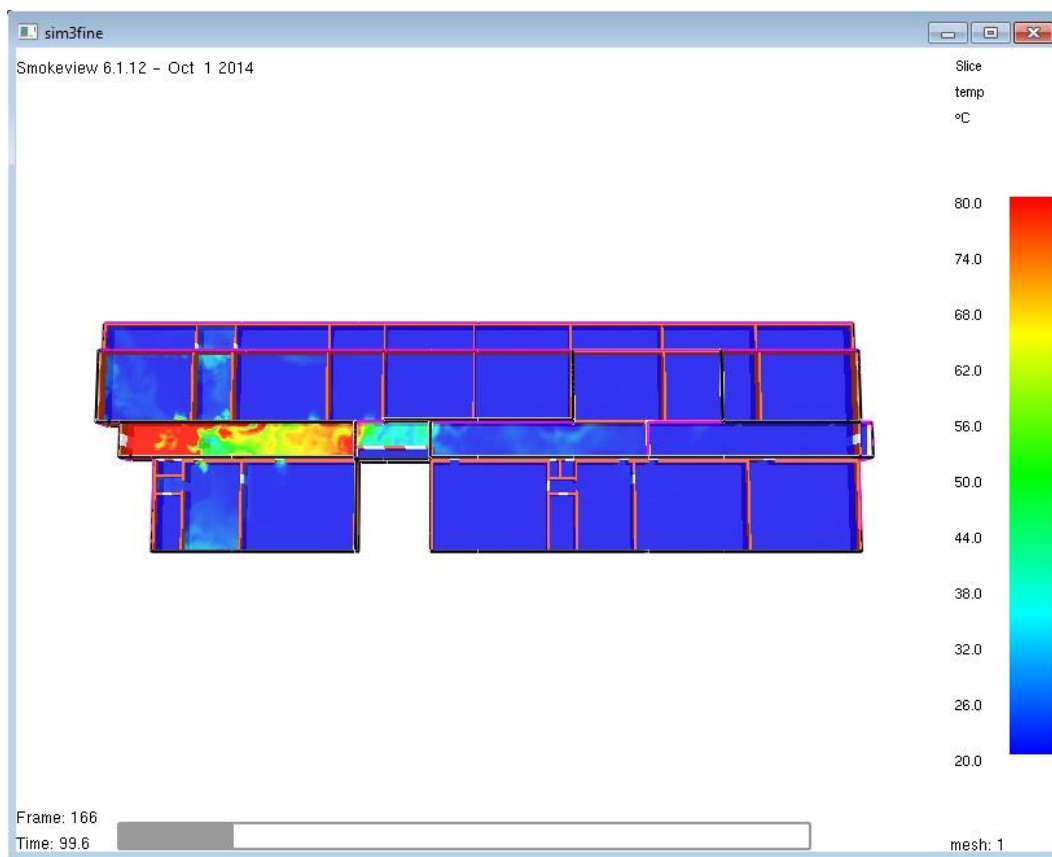 sim3fine
Smokeview 6.1.12 - Oct 1 2014
Slice
temp
°C
80.0
74.0
68.0
62.0
56.0
50.0
44.0
38.0
32.0
26.0
20.0
Frame: 166
Time: 99.6
mesh: 1